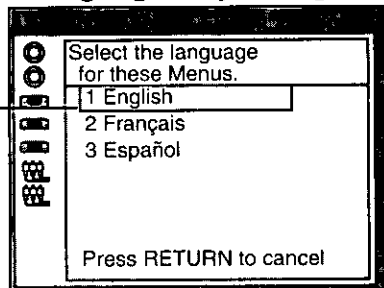 Select the language
for these Menus.
1 English
2 Français
3 Español
Press RETURN to cancel